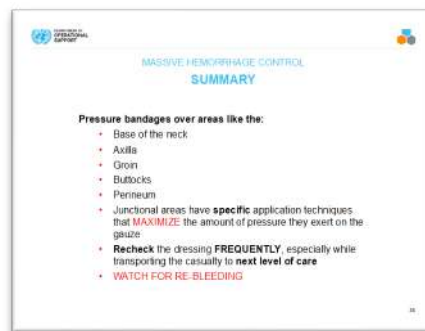 OPERATIONAL
SUPPORT
MASSIVE HEMORRHAGE CONTROL
SUMMARY
Pressure bandages over areas like the:
• Base of the neck
• Axilla
• Groin
• Buttocks
• Perineum
• Junctional areas have specific application techniques
that MAXIMIZE the amount of pressure they exert on the
gauze
• Recheck the dressing FREQUENTLY, especially while
transporting the casualty to next level of care
• WATCH FOR RE-BLEEDING